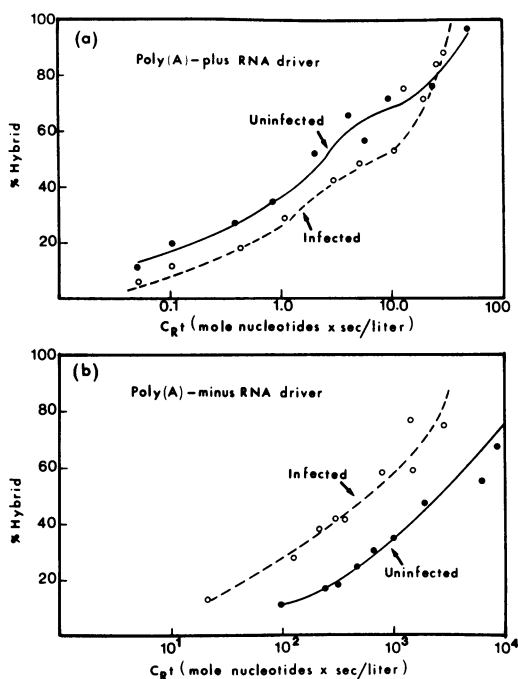 (a)
Poly(A)-plus RNA driver
Uninfected
Infected
% Hybrid
100
80
60
40
20
0.1 1.0 10.0 100
CRt (mole nucleotides x sec/liter)
(b)
Poly(A)-minus RNA driver
Infected
Uninfected
% Hybrid
100
80
60
40
20
10¹ 10² 10³ 10⁴
CRt (mole nucleotides x sec/liter)